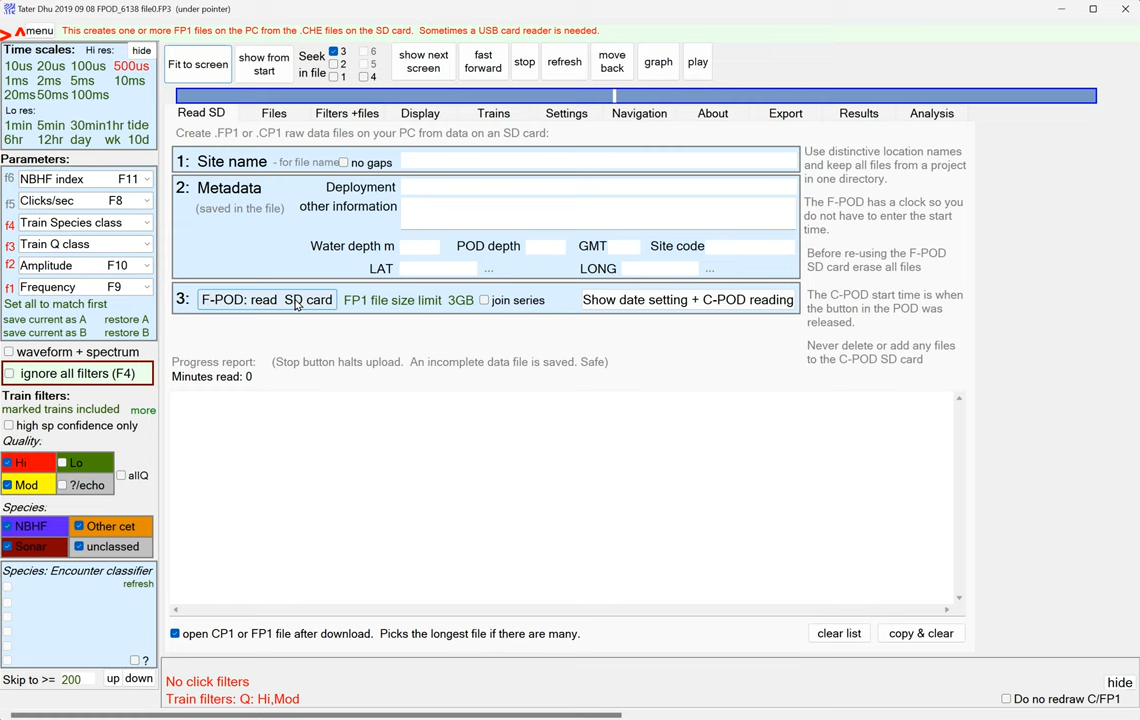 Tater Dhu 2019 09 08 FPOD_6138 file0.FP3 (under pointer)
menu This creates one or more FP1 files on the PC from the .CHE files on the SD card. Sometimes a USB card reader is needed.
Time scales: Hi res: hide
10us 20us 100us 500us
1ms 2ms 5ms 10ms
20ms 50ms 100ms
Lo res:
1min 5min 30min 1hr tide
6hr 12hr day wk 10d
Parameters:
f6 NBHF index F11
f5 Clicks/sec F8
f4 Train Species class
f3 Train Q class
f2 Amplitude F10
f1 Frequency F9
Set all to match first
save current as A restore A
save current as B restore B
waveform + spectrum
ignore all filters (F4)
Train filters:
marked trains included more
high sp confidence only
Quality:
Hi Lo
allQ
Mod ?/echo
Species:
NBHF Other cet
Sonar unclassed
Species: Encounter classifier
refresh
?
Skip to >= 200 up down
Fit to screen
show from start
Seek in file
3 6
2 5
1 4
show next screen
fast forward
stop
refresh
move back
graph
play
Read SD Files Filters +files Display Trains Settings Navigation About Export Results Analysis
Create .FP1 or .CP1 raw data files on your PC from data on an SD card:
1: Site name - for file name no gaps
2: Metadata Deployment
(saved in the file) other information
Water depth m POD depth GMT Site code
LAT ... LONG ...
3: F-POD: read SD card FP1 file size limit 3GB join series Show date setting + C-POD reading
Use distinctive location names
and keep all files from a project
in one directory.
The F-POD has a clock so you
do not have to enter the start
time.
Before re-using the F-POD
SD card erase all files
The C-POD start time is when
the button in the POD was
released.
Never delete or add any files
to the C-POD SD card
Progress report: (Stop button halts upload. An incomplete data file is saved. Safe)
Minutes read: 0
open CP1 or FP1 file after download. Picks the longest file if there are many. clear list copy & clear
No click filters
Train filters: Q: Hi,Mod
hide
Do no redraw C/FP1